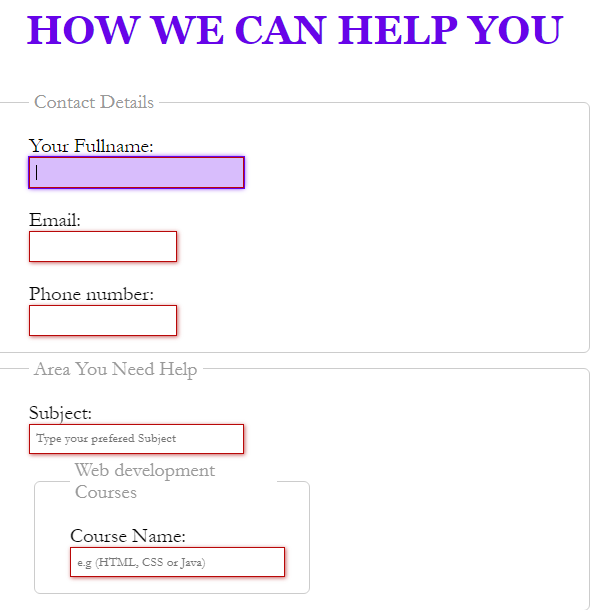 HOW WE CAN HELP YOU
Contact Details
Your Fullname:
Email:
Phone number:
Area You Need Help
Subject:
Type your prefered Subject
Web development
Courses
Course Name:
e.g (HTML, CSS or Java)